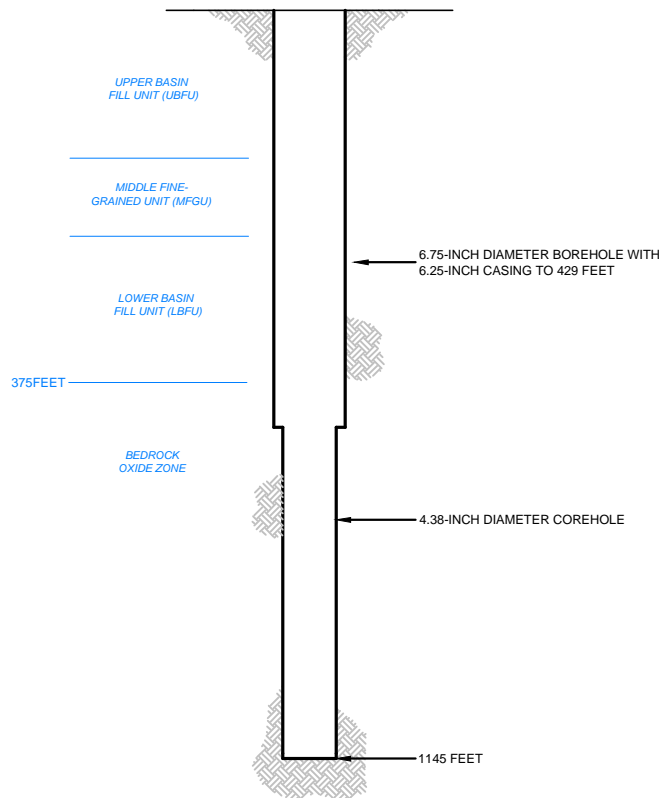 UPPER BASIN
FILL UNIT (UBFU)
MIDDLE FINE-
GRAINED UNIT (MFGU)
6.75-INCH DIAMETER BOREHOLE WITH
6.25-INCH CASING TO 429 FEET
LOWER BASIN
FILL UNIT (LBFU)
375FEET
BEDROCK
OXIDE ZONE
4.38-INCH DIAMETER COREHOLE
1145 FEET